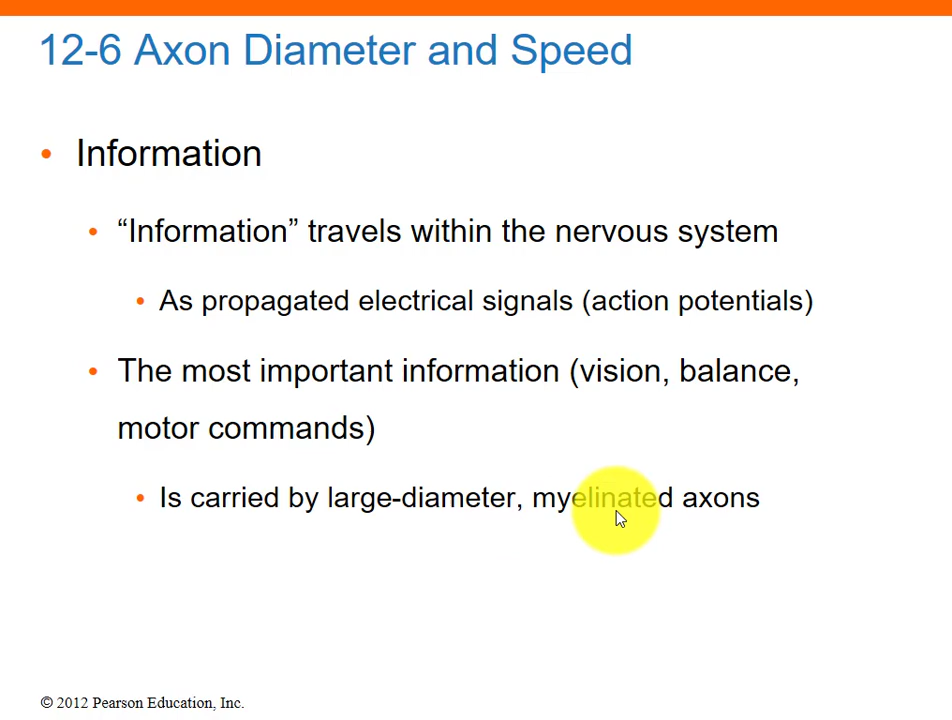 12-6 Axon Diameter and Speed
• Information
• “Information” travels within the nervous system
• As propagated electrical signals (action potentials)
• The most important information (vision, balance,
motor commands)
• Is carried by large-diameter, myelinated axons
© 2012 Pearson Education, Inc.